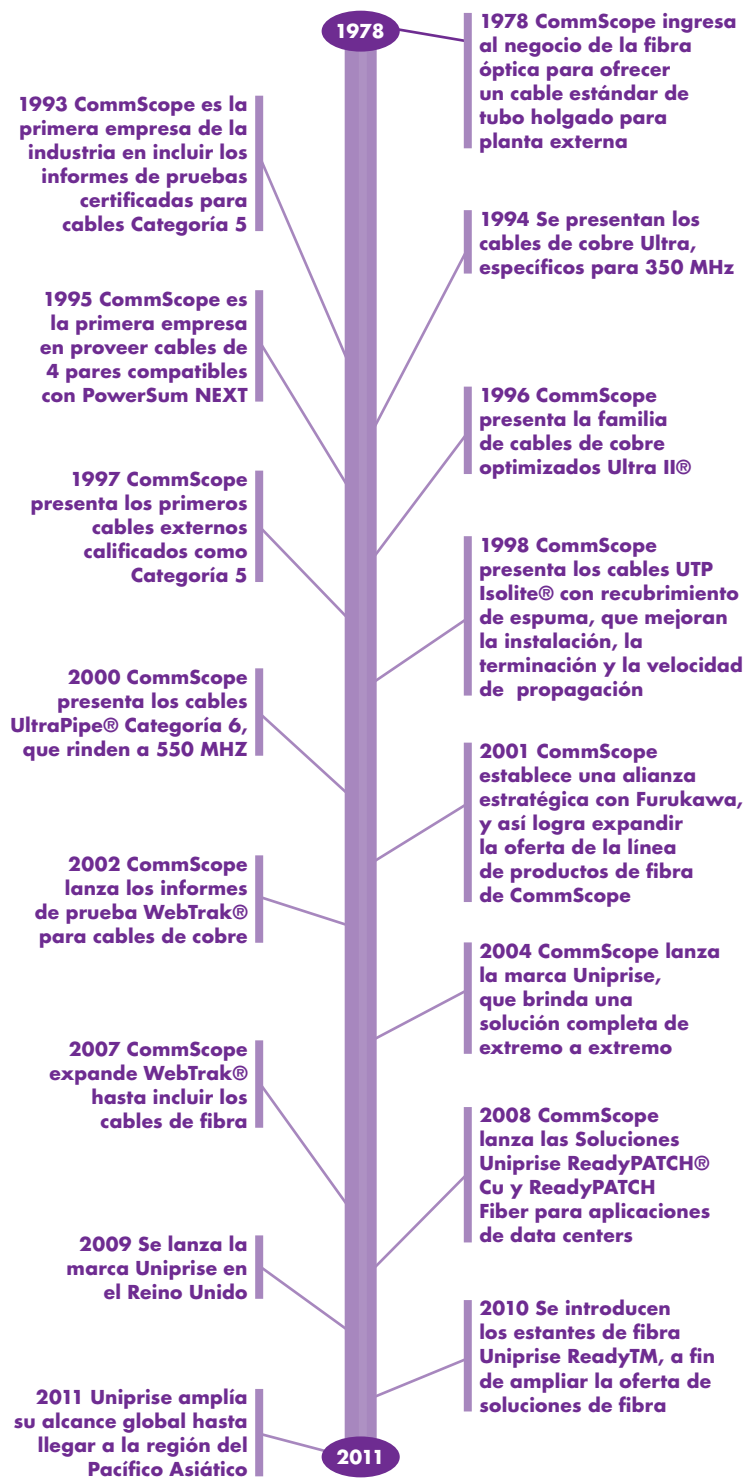 1978
1978 CommScope ingresa
al negocio de la fibra
óptica para ofrecer
un cable estándar de
tubo holgado para
planta externa
1993 CommScope es la
primera empresa de la
industria en incluir los
informes de pruebas
certificadas para
cables Categoría 5
1994 Se presentan los
cables de cobre Ultra,
específicos para 350 MHz
1995 CommScope es
la primera empresa
en proveer cables de
4 pares compatibles
con PowerSum NEXT
1996 CommScope
presenta la familia
de cables de cobre
optimizados Ultra II®
1997 CommScope
presenta los primeros
cables externos
calificados como
Categoría 5
1998 CommScope
presenta los cables UTP
Isolite® con recubrimiento
de espuma, que mejoran
la instalación, la
terminación y la velocidad
de propagación
2000 CommScope
presenta los cables
UltraPipe® Categoría 6,
que rinden a 550 MHZ
2001 CommScope
establece una alianza
estratégica con Furukawa,
y así logra expandir
la oferta de la línea
de productos de fibra
de CommScope
2002 CommScope
lanza los informes
de prueba WebTrak®
para cables de cobre
2004 CommScope lanza
la marca Uniprise,
que brinda una
solución completa de
extremo a extremo
2007 CommScope
expande WebTrak®
hasta incluir los
cables de fibra
2008 CommScope
lanza las Soluciones
Uniprise ReadyPATCH®
Cu y ReadyPATCH
Fiber para aplicaciones
de data centers
2009 Se lanza la
marca Uniprise en
el Reino Unido
2010 Se introducen
los estantes de fibra
Uniprise ReadyTM, a fin
de ampliar la oferta de
soluciones de fibra
2011 Uniprise amplía
su alcance global hasta
llegar a la región del
Pacífico Asiático
2011